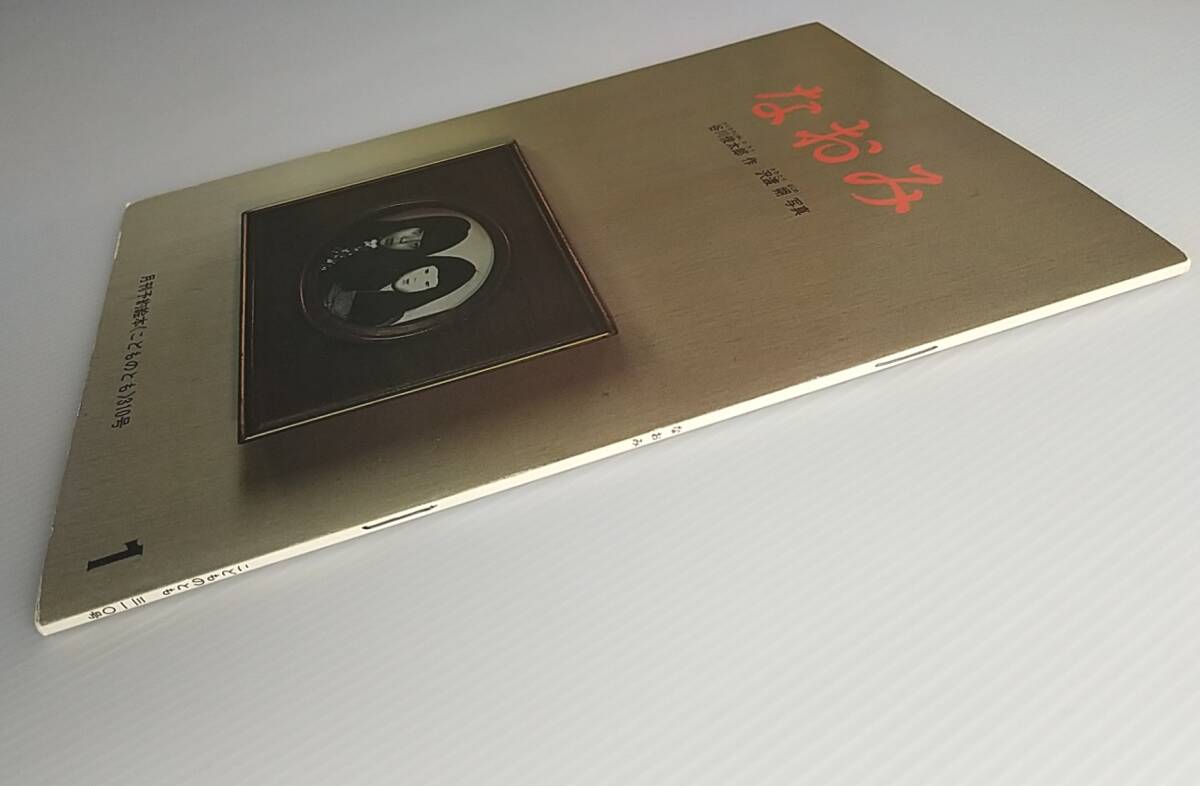 なおみ
谷川俊太郎 作 沢渡 朔 写真
月刊予約絵本〈こどものとも〉310号
1
なおみ
こどものとも 三一〇号